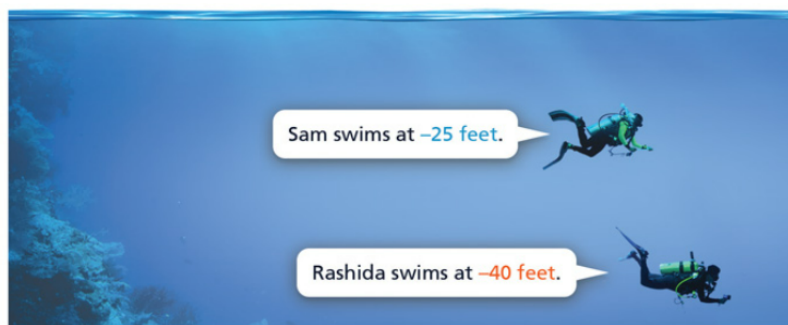 Sam swims at –25 feet.
Rashida swims at –40 feet.